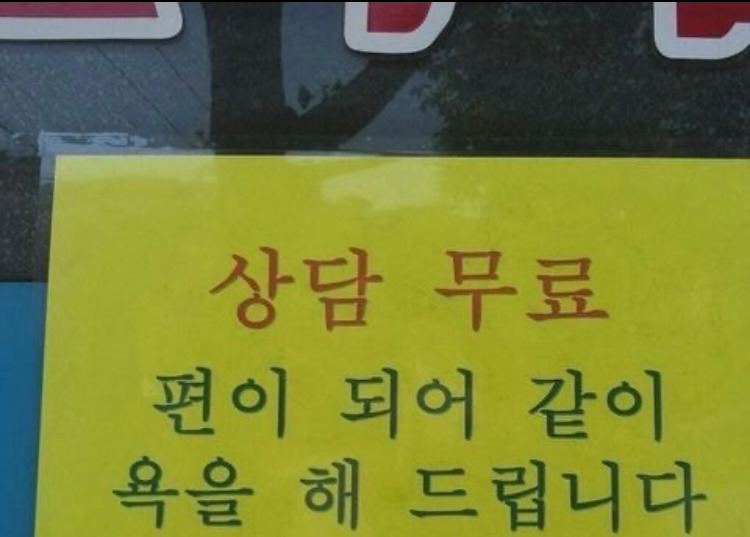 상담 무료
편이 되어 같이
욕을 해 드립니다